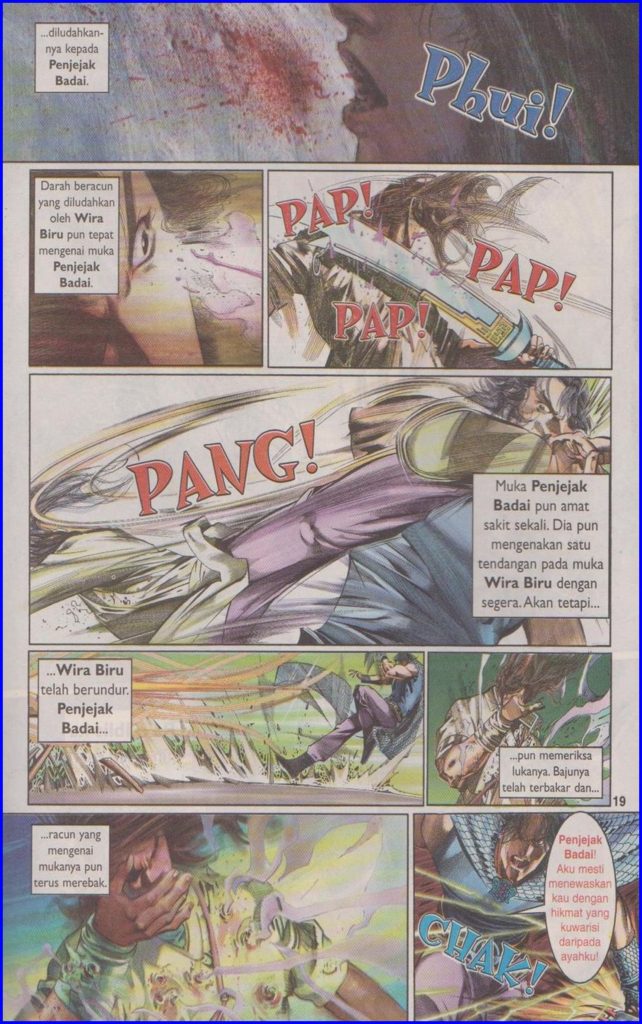 ...diludahkan-
nya kepada
Penjejak
Badai.
Phui!
Darah beracun
yang diludahkan
oleh Wira
Biru pun tepat
mengenai muka
Penjejak
Badai.
PAP!
PAP!
PAP!
PANG!
Muka Penjejak
Badai pun amat
sakit sekali. Dia pun
mengenakan satu
tendangan pada muka
Wira Biru dengan
segera. Akan tetapi...
...Wira Biru
telah berundur.
Penjejak
Badai...
...pun memeriksa
lukanya. Bajunya
telah terbakar dan...
19
...racun yang
mengenai
mukanya pun
terus merebak.
Penjejak
Badai!
Aku mesti
menewaskan
kau dengan
hikmat yang
kuwarisi
daripada
ayahku!
CHAK!